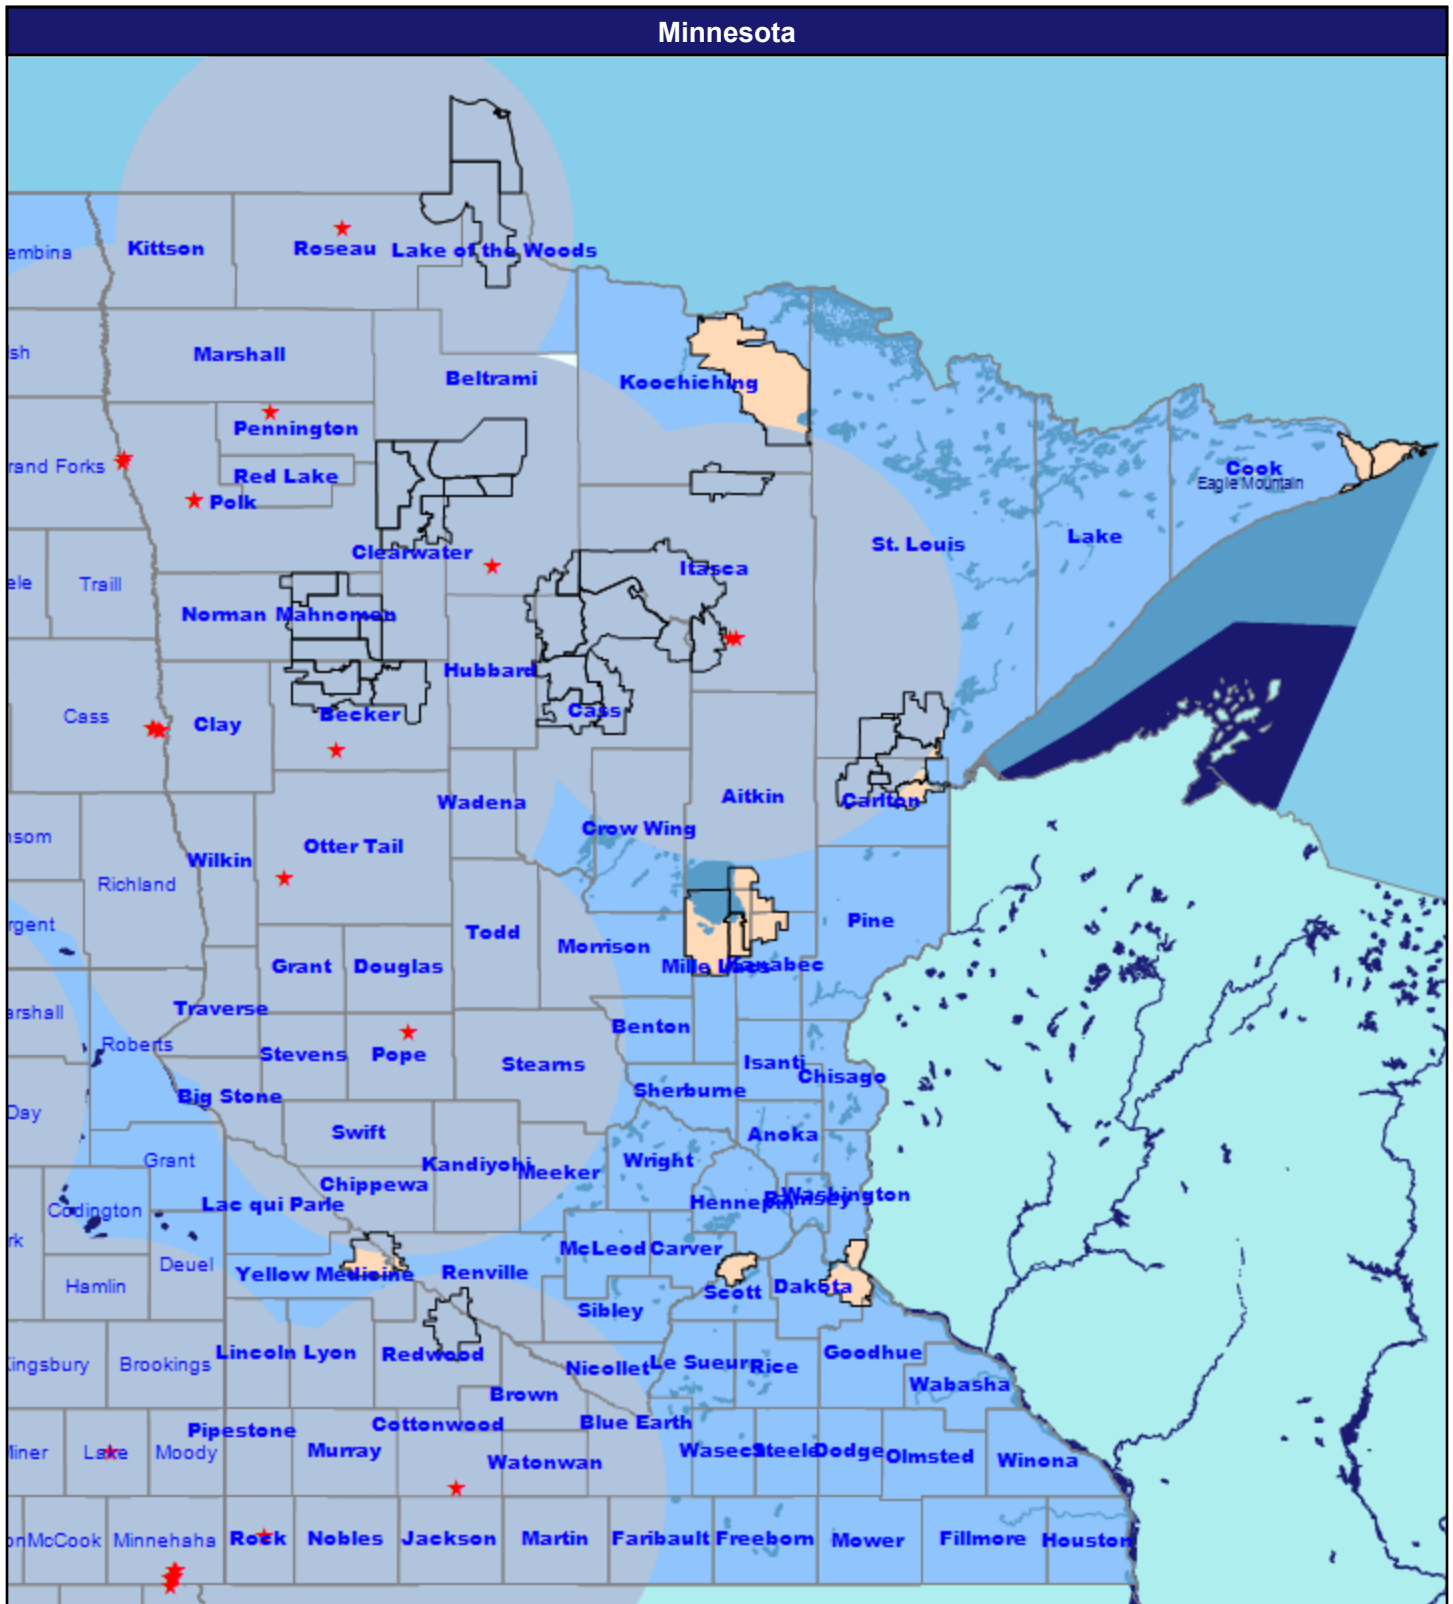 Minnesota
embina
Kittson
Roseau
Lake of the Woods
sh
Marshall
Beltrami
Koochiching
Pennington
rand Forks
Red Lake
Polk
Cook
Eagle Mountain
Lake
St. Louis
Clearwater
Itasca
ele
Traill
Norman
Mahnomen
Hubbard
Cass
Cass
Clay
Becker
Wadena
Aitkin
Carlton
Crow Wing
nsom
Otter Tail
Wilkin
Richland
rgent
Pine
Todd
Morrison
Grant
Douglas
Mille Lacs
Kanabec
arshall
Traverse
Benton
Roberts
Stevens
Pope
Stearns
Isanti
Chisago
Sherburne
Big Stone
Day
Swift
Anoka
Grant
Kandiyohi
Meeker
Wright
Chippewa
Lac qui Parle
Hennepin
Ramsey
Washington
Codington
rk
McLeod
Carver
Deuel
Yellow Medicine
Renville
Hamlin
Scott
Dakota
Sibley
Kingsbury
Brookings
Lincoln
Lyon
Redwood
Nicollet
Le Sueur
Rice
Goodhue
Wabasha
Brown
Cottonwood
Blue Earth
Pipestone
Miner
Lake
Moody
Murray
Watonwan
Waseca
Steele
Dodge
Olmsted
Winona
on
McCook
Minnehaha
Rock
Nobles
Jackson
Martin
Faribault
Freeborn
Mower
Fillmore
Houston